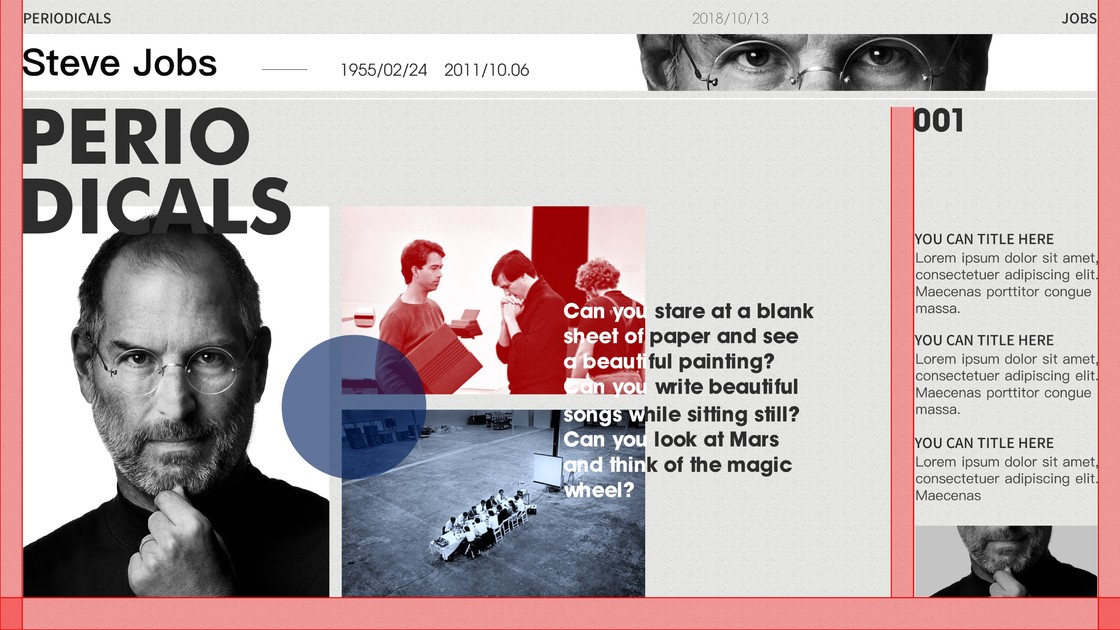 PERIODICALS
2018/10/13
JOBS
Steve Jobs
1955/02/24 2011/10.06
PERIO
DICALS
001
Can you stare at a blank
sheet of paper and see
a beautiful painting?
Can you write beautiful
songs while sitting still?
Can you look at Mars
and think of the magic
wheel?
YOU CAN TITLE HERE
Lorem ipsum dolor sit amet,
consectetuer adipiscing elit.
Maecenas porttitor congue
massa.
YOU CAN TITLE HERE
Lorem ipsum dolor sit amet,
consectetuer adipiscing elit.
Maecenas porttitor congue
massa.
YOU CAN TITLE HERE
Lorem ipsum dolor sit amet,
consectetuer adipiscing elit.
Maecenas